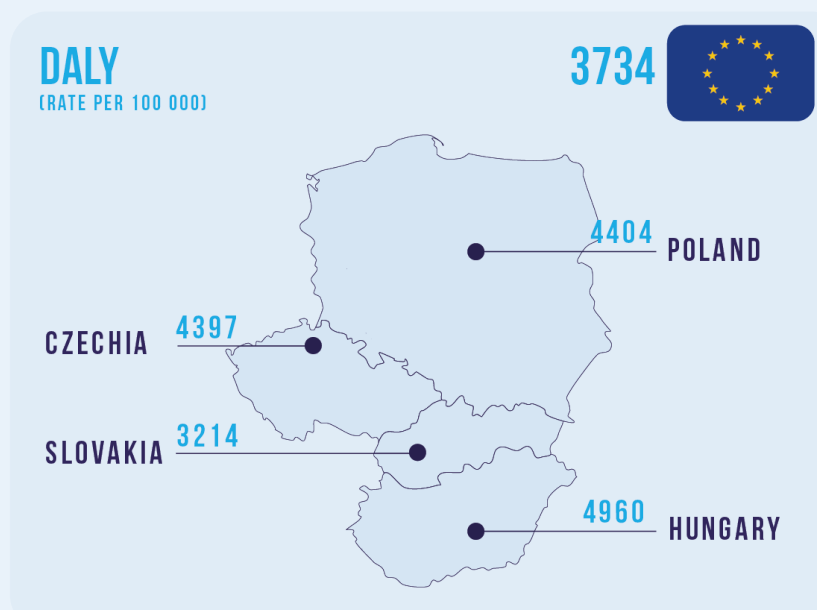 DALY
(RATE PER 100 000)
3734
4404
POLAND
4397
CZECHIA
3214
SLOVAKIA
4960
HUNGARY